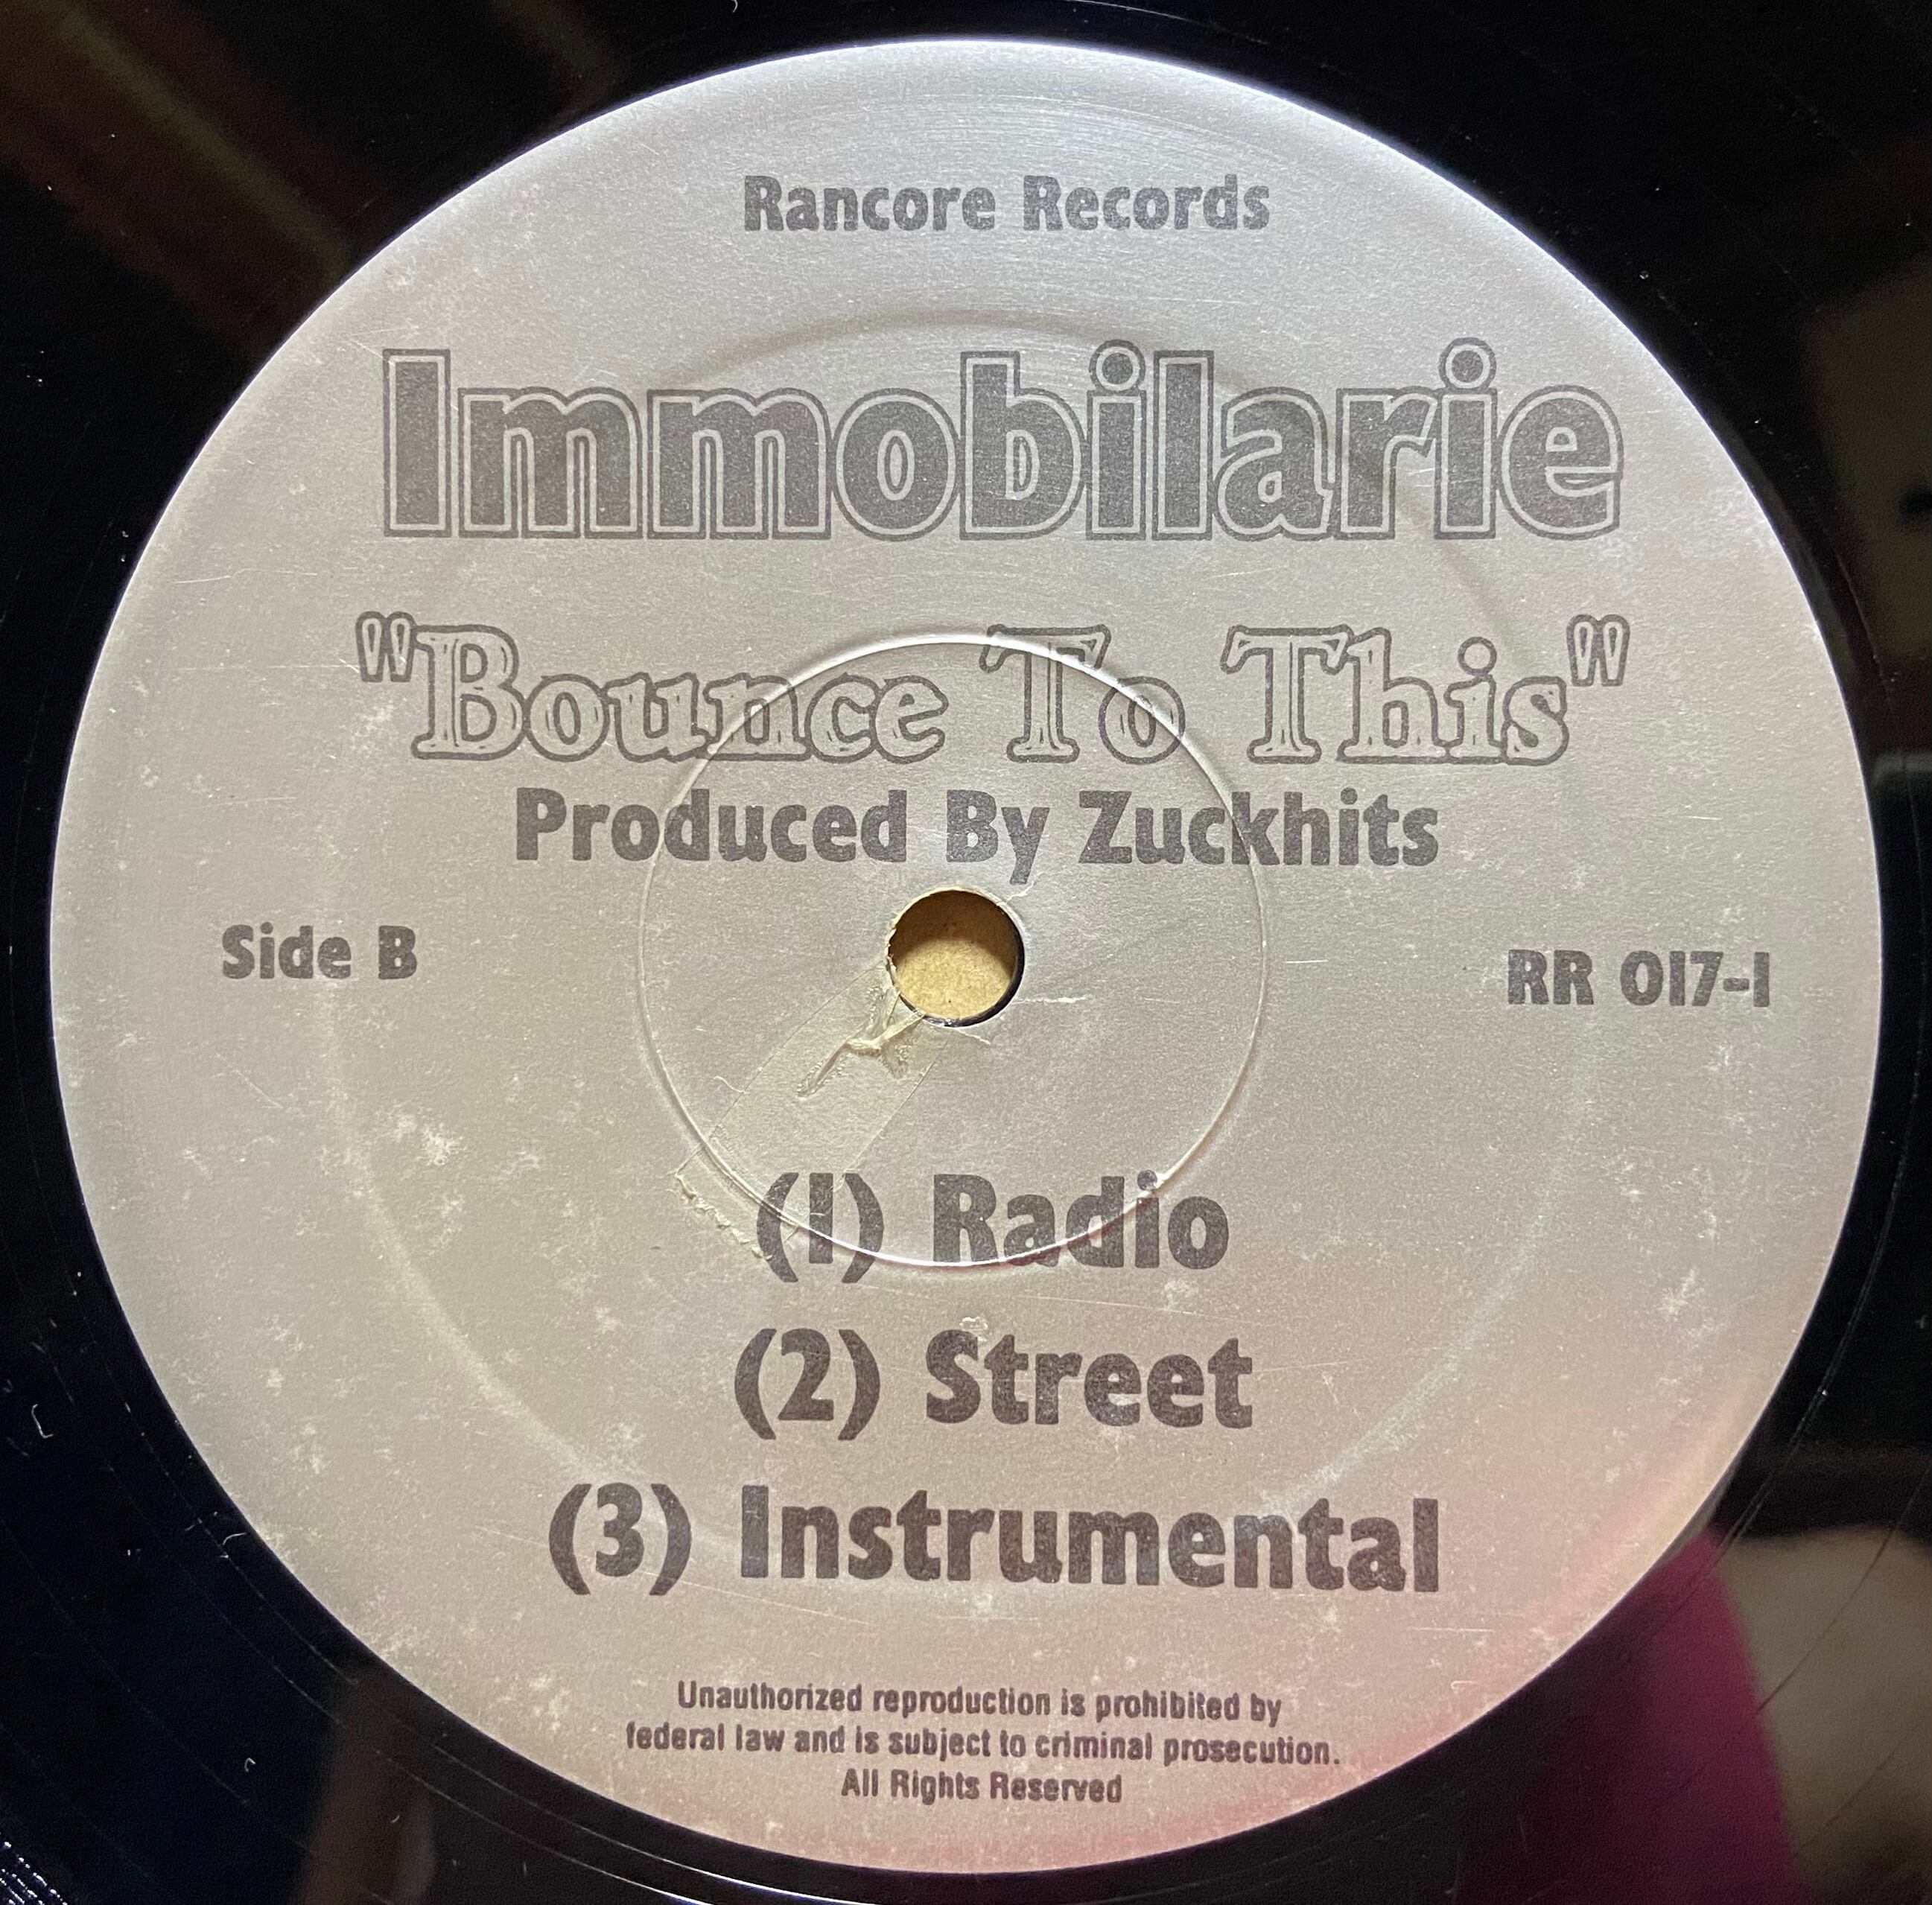 Rancore Records
Immobilarie
"Bounce To This"
Produced By Zuckhits
Side B
RR 017-1
(1) Radio
(2) Street
(3) Instrumental
Unauthorized reproduction is prohibited by
federal law and is subject to criminal prosecution.
All Rights Reserved